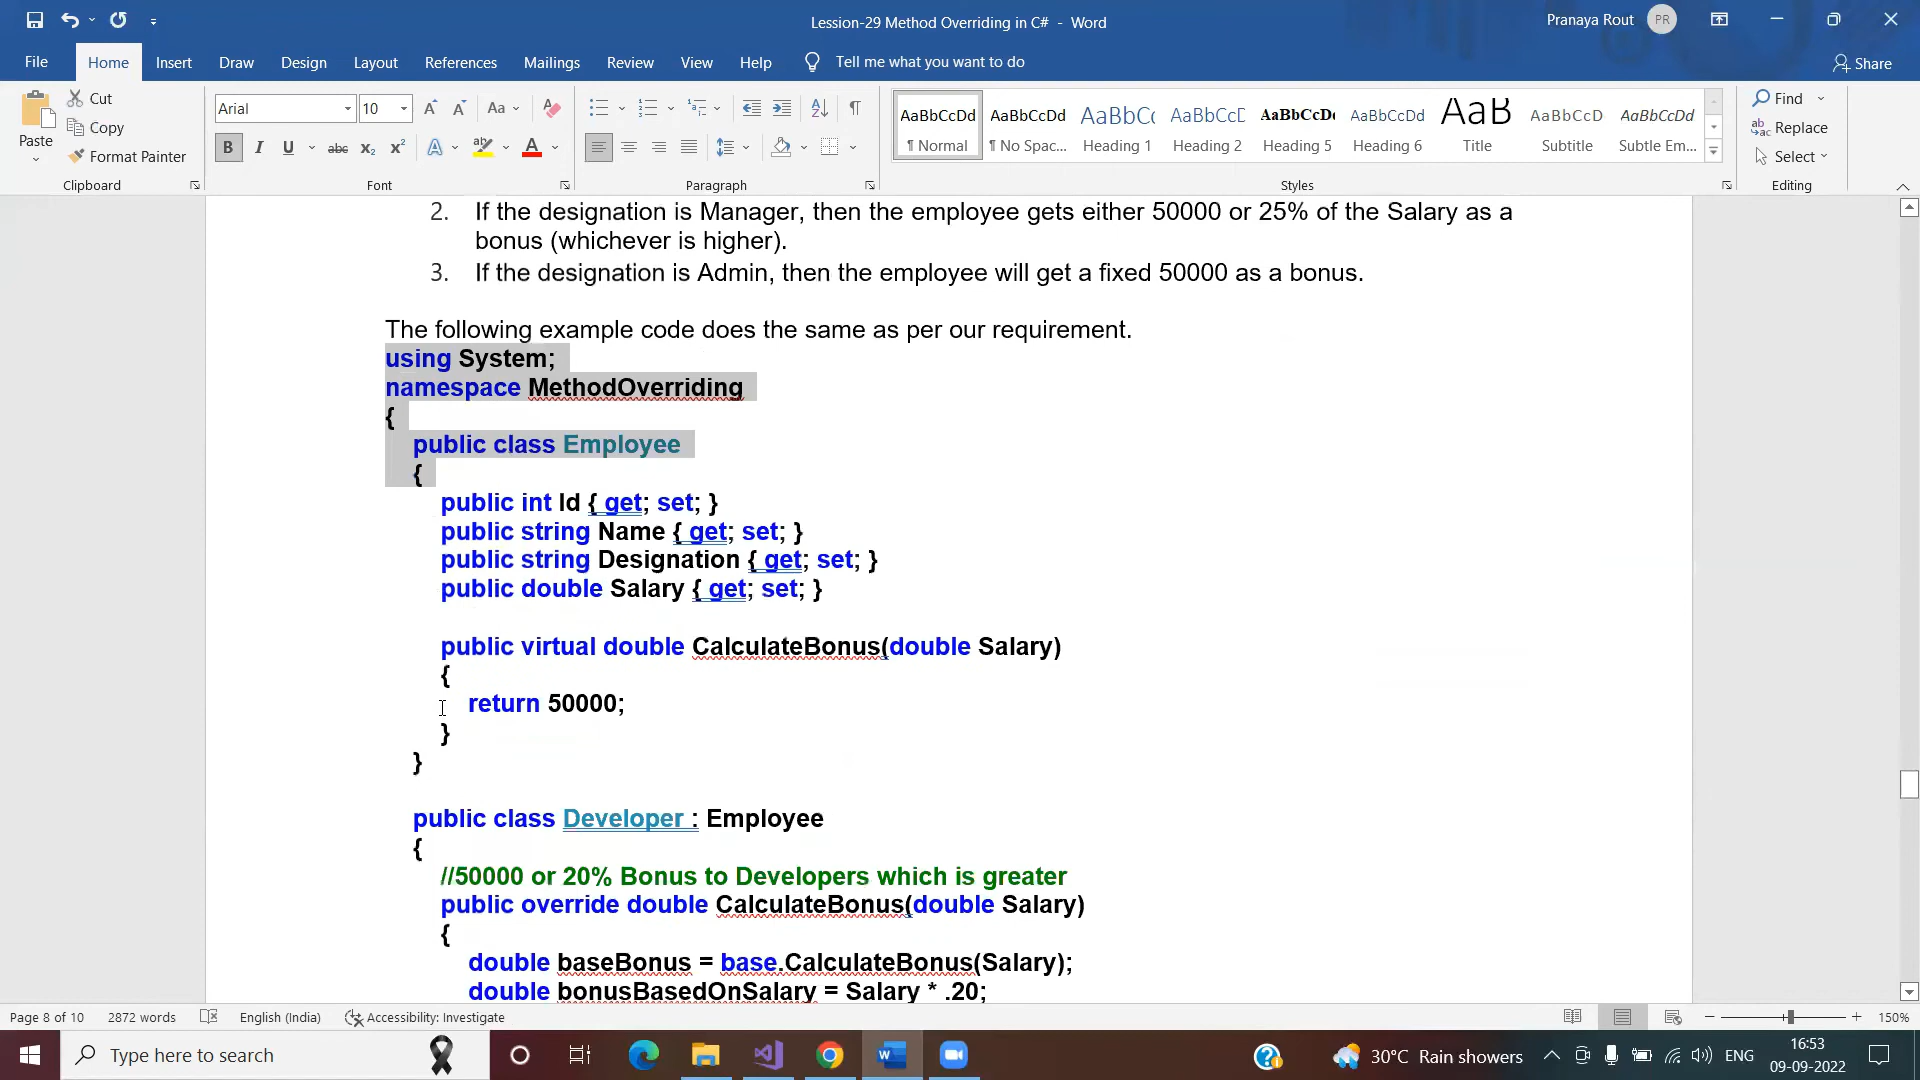 Lession-29 Method Overriding in C# - Word
Pranaya Rout
PR
File
Home
Insert
Draw
Design
Layout
References
Mailings
Review
View
Help
Tell me what you want to do
Share
Paste
Cut
Copy
Format Painter
Clipboard
Arial
10
Aa
B
I
U
abc
x₂
x²
A
A
Font
Paragraph
AaBbCcDd
¶ Normal
AaBbCcDd
¶ No Spac...
AaBbCc
Heading 1
AaBbCcD
Heading 2
AaBbCcDc
Heading 5
AaBbCcDd
Heading 6
AaB
Title
AaBbCcD
Subtitle
AaBbCcDd
Subtle Em...
Styles
Find
Replace
Select
Editing
2. If the designation is Manager, then the employee gets either 50000 or 25% of the Salary as a
bonus (whichever is higher).
3. If the designation is Admin, then the employee will get a fixed 50000 as a bonus.
The following example code does the same as per our requirement.
using System;
namespace MethodOverriding
{
public class Employee
{
public int Id { get; set; }
public string Name { get; set; }
public string Designation { get; set; }
public double Salary { get; set; }
public virtual double CalculateBonus(double Salary)
{
return 50000;
}
}
public class Developer : Employee
{
//50000 or 20% Bonus to Developers which is greater
public override double CalculateBonus(double Salary)
{
double baseBonus = base.CalculateBonus(Salary);
double bonusBasedOnSalary = Salary * .20;
Page 8 of 10
2872 words
English (India)
Accessibility: Investigate
150%
Type here to search
30°C Rain showers
ENG
16:53
09-09-2022